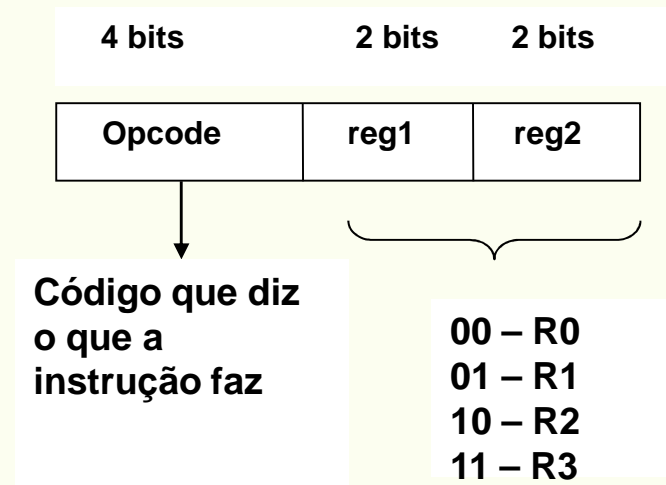 4 bits 2 bits 2 bits
Opcode reg1 reg2
Código que diz
o que a
instrução faz
00 – R0
01 – R1
10 – R2
11 – R3